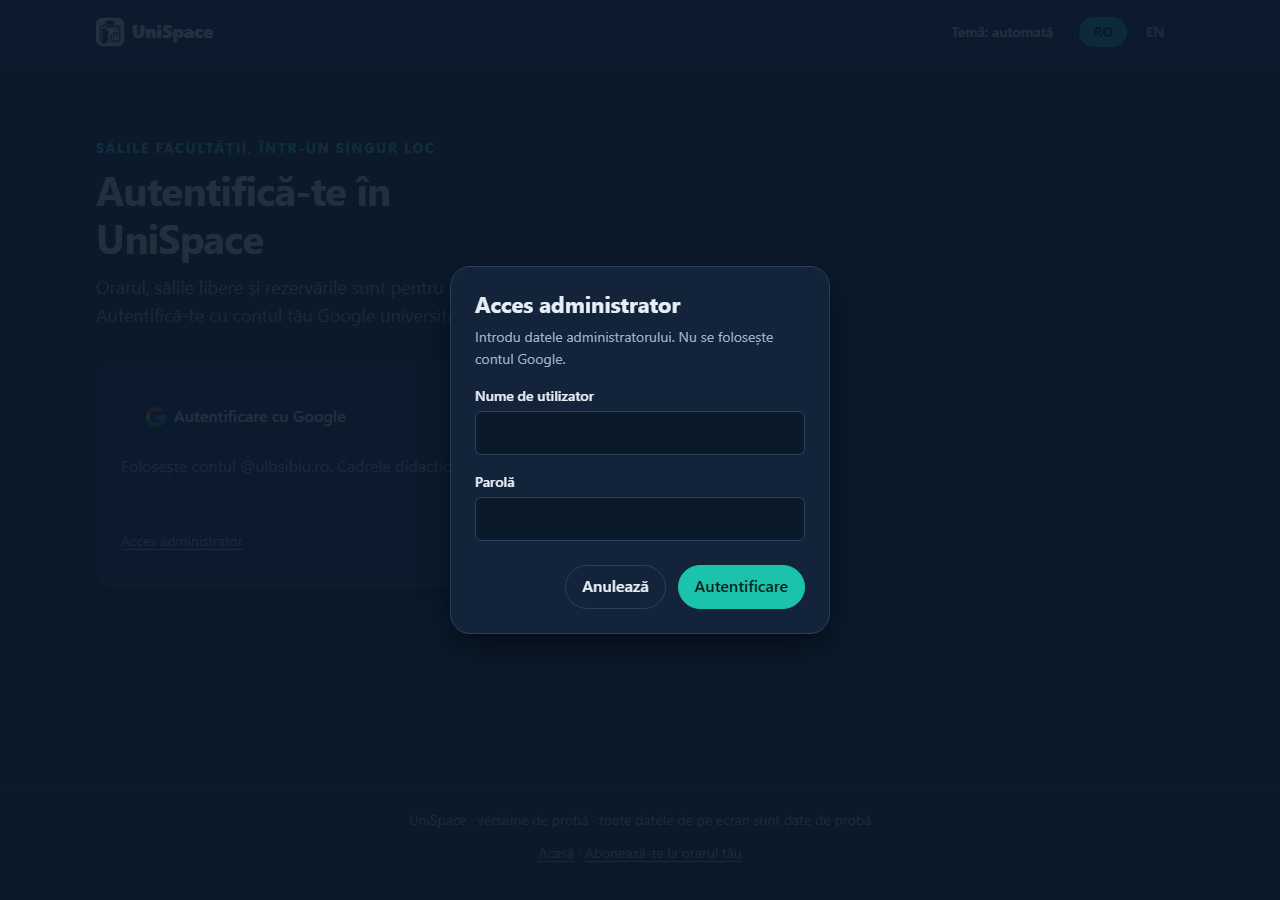 UniSpace
Temă: automată
RO
EN
SĂLILE FACULTĂȚII, ÎNTR-UN SINGUR LOC
Autentifică-te în
UniSpace
Orarul, sălile libere și rezervările sunt pentru
Autentifică-te cu contul tău Google universita
Autentificare cu Google
Folosește contul @ulbsibiu.ro. Cadrele didactic
Acces administrator
Acces administrator
Introdu datele administratorului. Nu se folosește
contul Google.
Nume de utilizator
Parolă
Anulează
Autentificare
UniSpace · versiune de probă · toate datele de pe ecran sunt date de probă
Acasă · Abonează-te la orarul tău